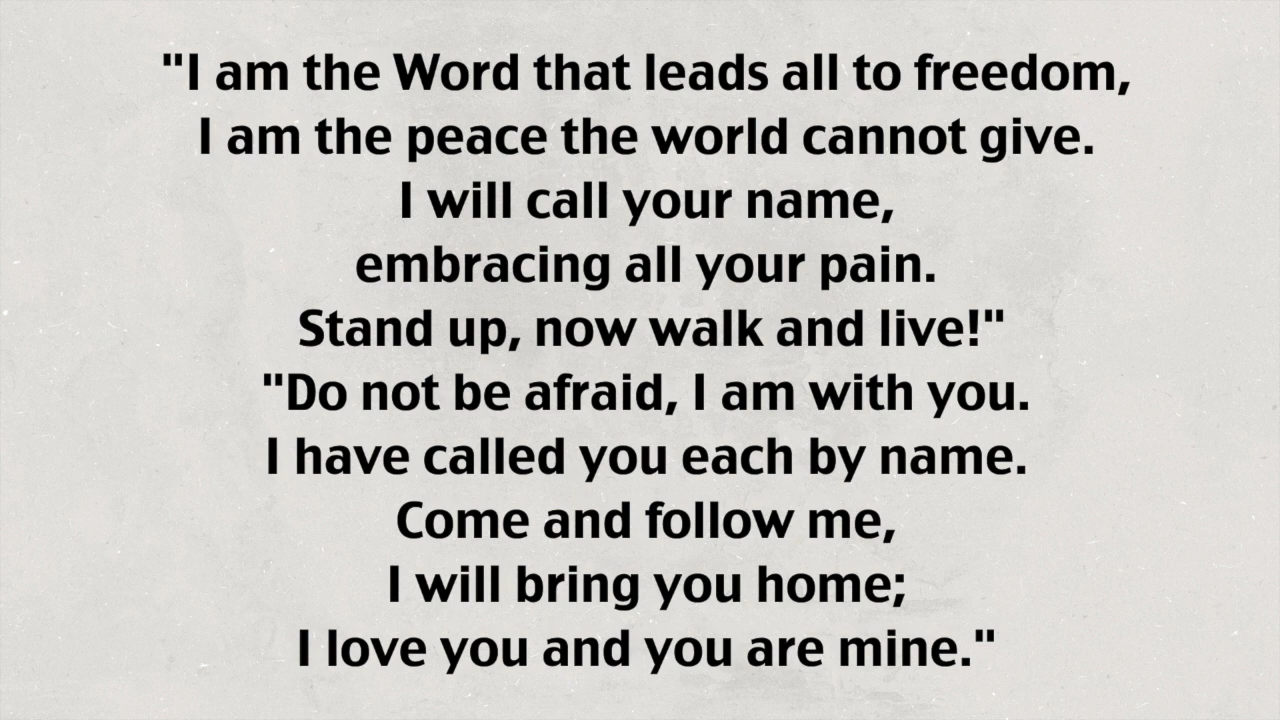 "I am the Word that leads all to freedom,
I am the peace the world cannot give.
I will call your name,
embracing all your pain.
Stand up, now walk and live!"
"Do not be afraid, I am with you.
I have called you each by name.
Come and follow me,
I will bring you home;
I love you and you are mine."